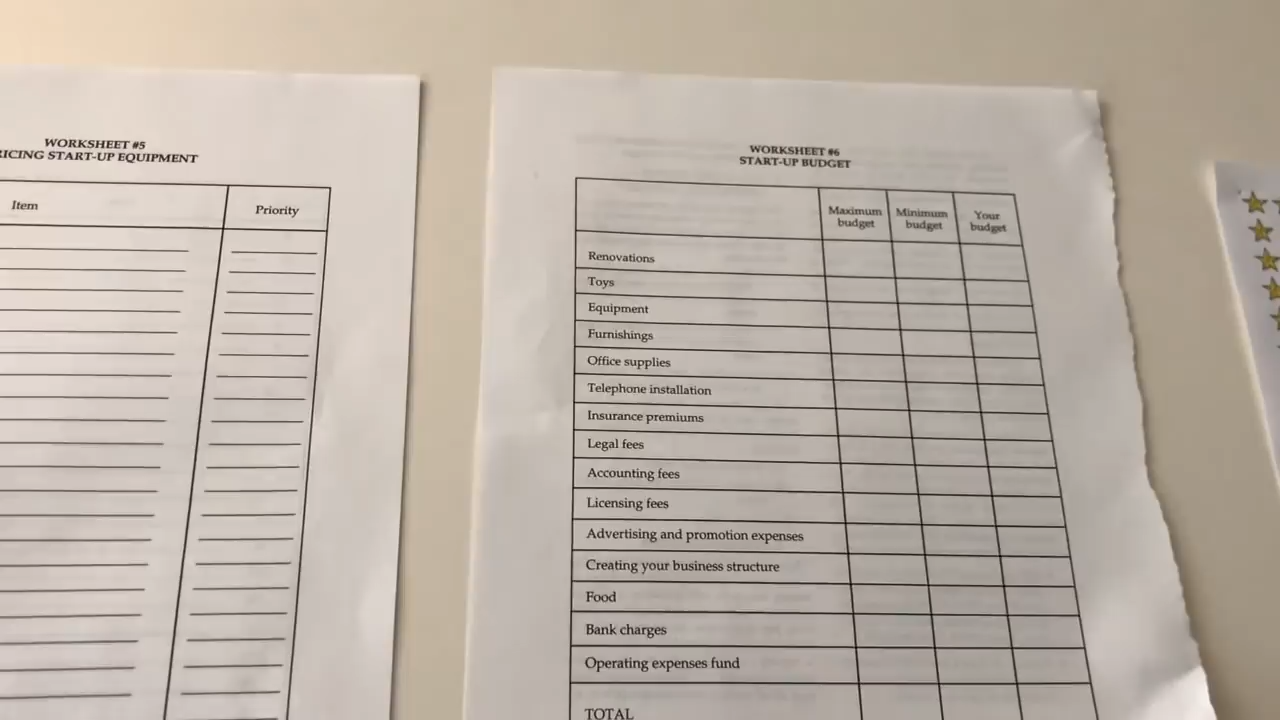 WORKSHEET #5
RICING START-UP EQUIPMENT
Item
Priority
WORKSHEET #6
START-UP BUDGET
Maximum budget
Minimum budget
Your budget
Renovations
Toys
Equipment
Furnishings
Office supplies
Telephone installation
Insurance premiums
Legal fees
Accounting fees
Licensing fees
Advertising and promotion expenses
Creating your business structure
Food
Bank charges
Operating expenses fund
TOTAL